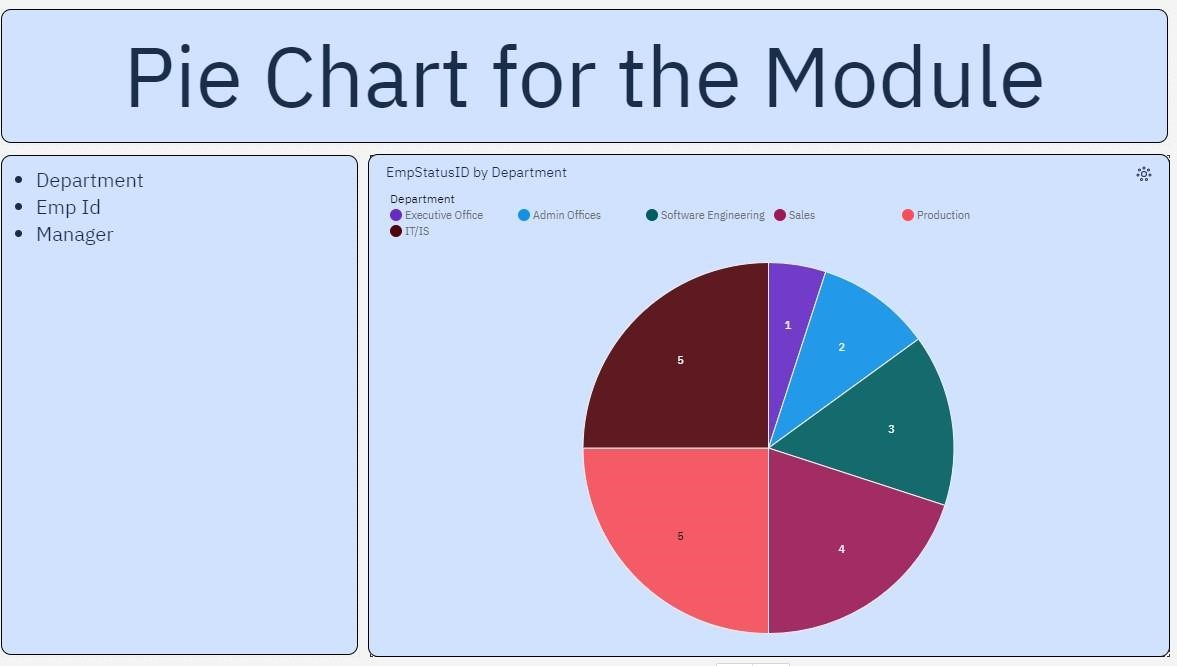 Pie Chart for the Module
• Department
• Emp Id
• Manager
EmpStatusID by Department
Department
Executive Office Admin Offices Software Engineering Sales Production
IT/IS
1
2
5
3
5
4